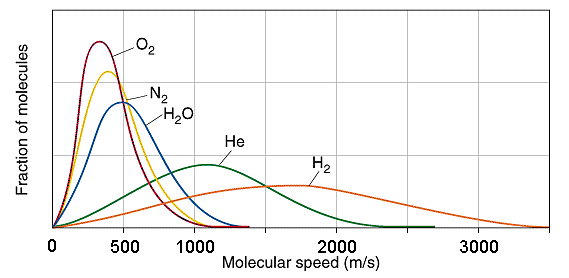 Fraction of molecules
O2
N2
H2O
He
H2
0 500 1000 2000 3000
Molecular speed (m/s)